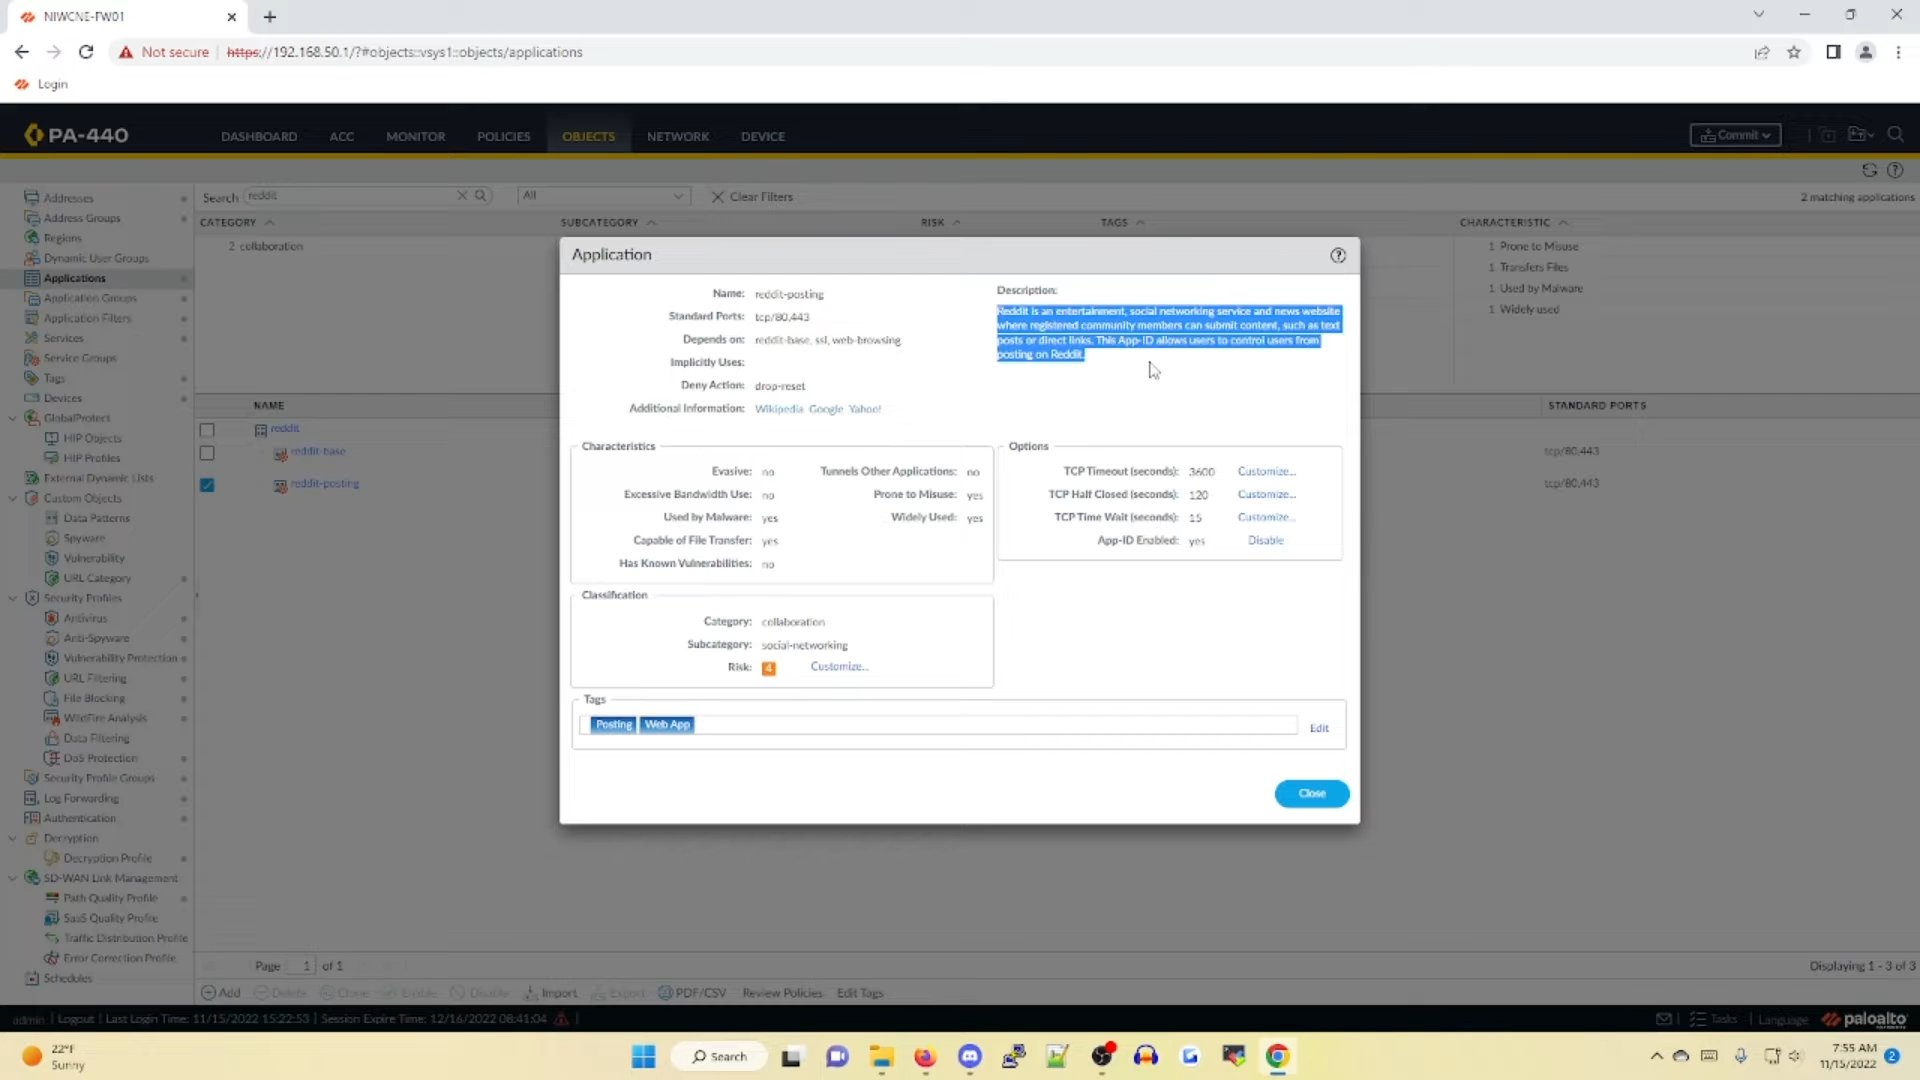 NIWCNE-FW01
Not secure https://192.168.50.1/?#objects::vsys1::objects/applications
Login
PA-440 DASHBOARD ACC MONITOR POLICIES OBJECTS NETWORK DEVICE Commit
Search reddit All Clear Filters 2 matching applications
CATEGORY SUBCATEGORY RISK TAGS CHARACTERISTIC
2 collaboration
1 Prone to Misuse
1 Transfers Files
1 Used by Malware
1 Widely used
Addresses
Address Groups
Regions
Dynamic User Groups
Applications
Application Groups
Application Filters
Services
Service Groups
Tags
Devices
GlobalProtect
HIP Objects
HIP Profiles
External Dynamic Lists
Custom Objects
Data Patterns
Spyware
Vulnerability
URL Category
Security Profiles
Antivirus
Anti-Spyware
Vulnerability Protection
URL Filtering
File Blocking
WildFire Analysis
Data Filtering
DoS Protection
Security Profile Groups
Log Forwarding
Authentication
Decryption
Decryption Profile
SD-WAN Link Management
Path Quality Profile
SaaS Quality Profile
Traffic Distribution Profile
Error Correction Profile
Schedules
NAME STANDARD PORTS
reddit
reddit-base tcp/80,443
reddit-posting tcp/80,443
Application
Name: reddit-posting
Standard Ports: tcp/80,443
Depends on: reddit-base, ssl, web-browsing
Implicitly Uses:
Deny Action: drop-reset
Additional Information: Wikipedia Google Yahoo!
Description:
Reddit is an entertainment, social networking service and news website
where registered community members can submit content, such as text
posts or direct links. This App-ID allows users to control users from
posting on Reddit.
Characteristics
Evasive: no Tunnels Other Applications: no
Excessive Bandwidth Use: no Prone to Misuse: yes
Used by Malware: yes Widely Used: yes
Capable of File Transfer: yes
Has Known Vulnerabilities: no
Options
TCP Timeout (seconds): 3600 Customize...
TCP Half Closed (seconds): 120 Customize...
TCP Time Wait (seconds): 15 Customize...
App-ID Enabled: yes Disable
Classification
Category: collaboration
Subcategory: social-networking
Risk: 4 Customize...
Tags
Posting Web App Edit
Close
Page 1 of 1 Displaying 1 - 3 of 3
Add Delete Clone Enable Disable Import Export PDF/CSV Review Policies Edit Tags
admin | Logout | Last Login Time: 11/15/2022 15:22:53 | Session Expire Time: 12/16/2022 08:41:04 Tasks | Language paloalto
22°F
Sunny
Search
7:55 AM
11/15/2022
2